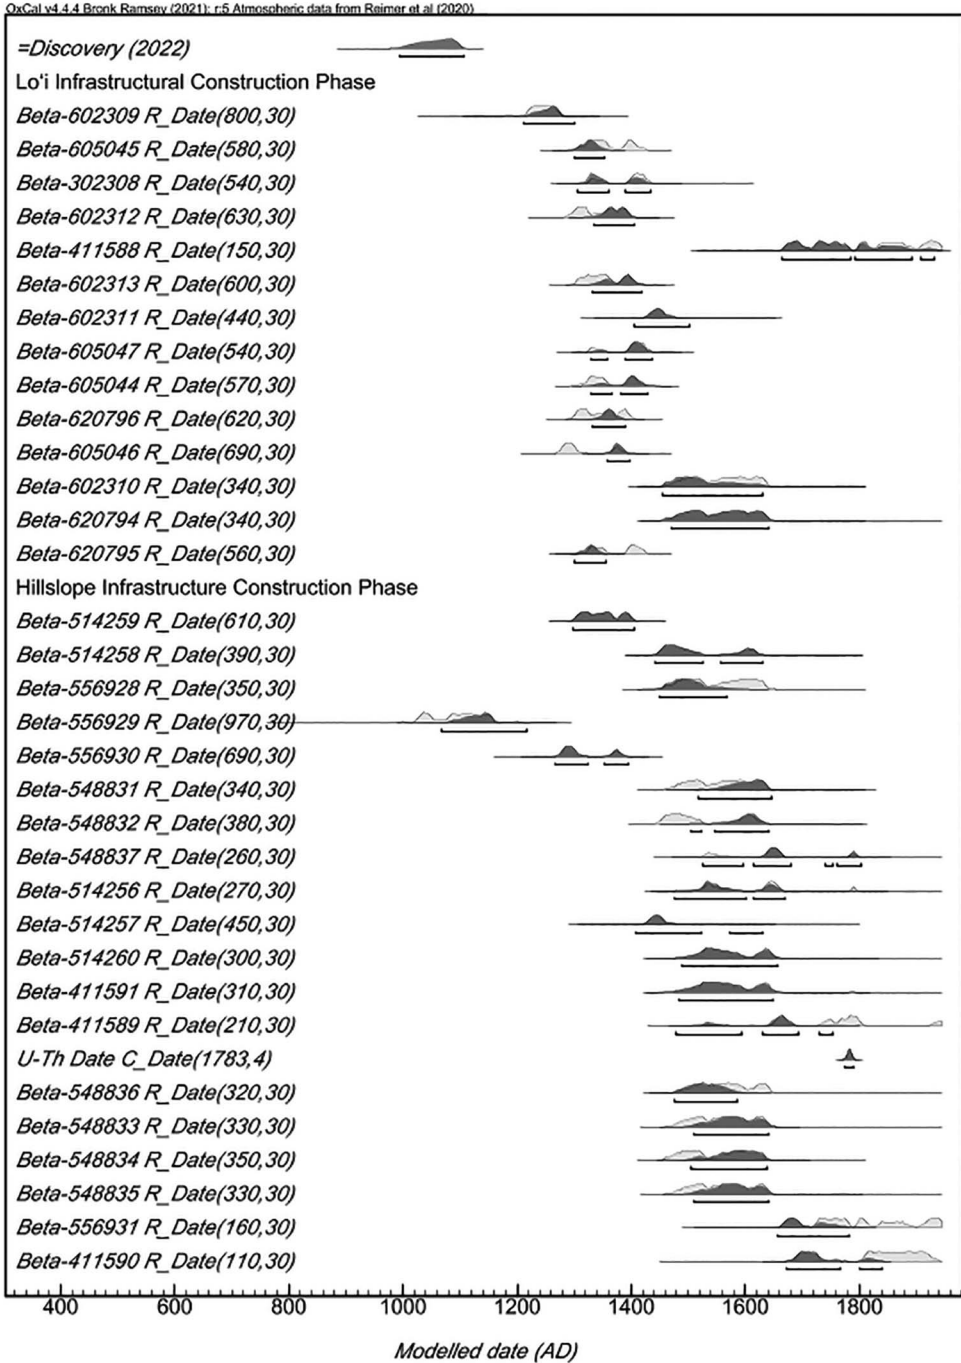 OxCal v4.4.4 Bronk Ramsey (2021); r:5 Atmospheric data from Reimer et al (2020)
=Discovery (2022)
Lo'i Infrastructural Construction Phase
Beta-602309 R_Date(800,30)
Beta-605045 R_Date(580,30)
Beta-302308 R_Date(540,30)
Beta-602312 R_Date(630,30)
Beta-411588 R_Date(150,30)
Beta-602313 R_Date(600,30)
Beta-602311 R_Date(440,30)
Beta-605047 R_Date(540,30)
Beta-605044 R_Date(570,30)
Beta-620796 R_Date(620,30)
Beta-605046 R_Date(690,30)
Beta-602310 R_Date(340,30)
Beta-620794 R_Date(340,30)
Beta-620795 R_Date(560,30)
Hillslope Infrastructure Construction Phase
Beta-514259 R_Date(610,30)
Beta-514258 R_Date(390,30)
Beta-556928 R_Date(350,30)
Beta-556929 R_Date(970,30)
Beta-556930 R_Date(690,30)
Beta-548831 R_Date(340,30)
Beta-548832 R_Date(380,30)
Beta-548837 R_Date(260,30)
Beta-514256 R_Date(270,30)
Beta-514257 R_Date(450,30)
Beta-514260 R_Date(300,30)
Beta-411591 R_Date(310,30)
Beta-411589 R_Date(210,30)
U-Th Date C_Date(1783,4)
Beta-548836 R_Date(320,30)
Beta-548833 R_Date(330,30)
Beta-548834 R_Date(350,30)
Beta-548835 R_Date(330,30)
Beta-556931 R_Date(160,30)
Beta-411590 R_Date(110,30)
400 600 800 1000 1200 1400 1600 1800
Modelled date (AD)